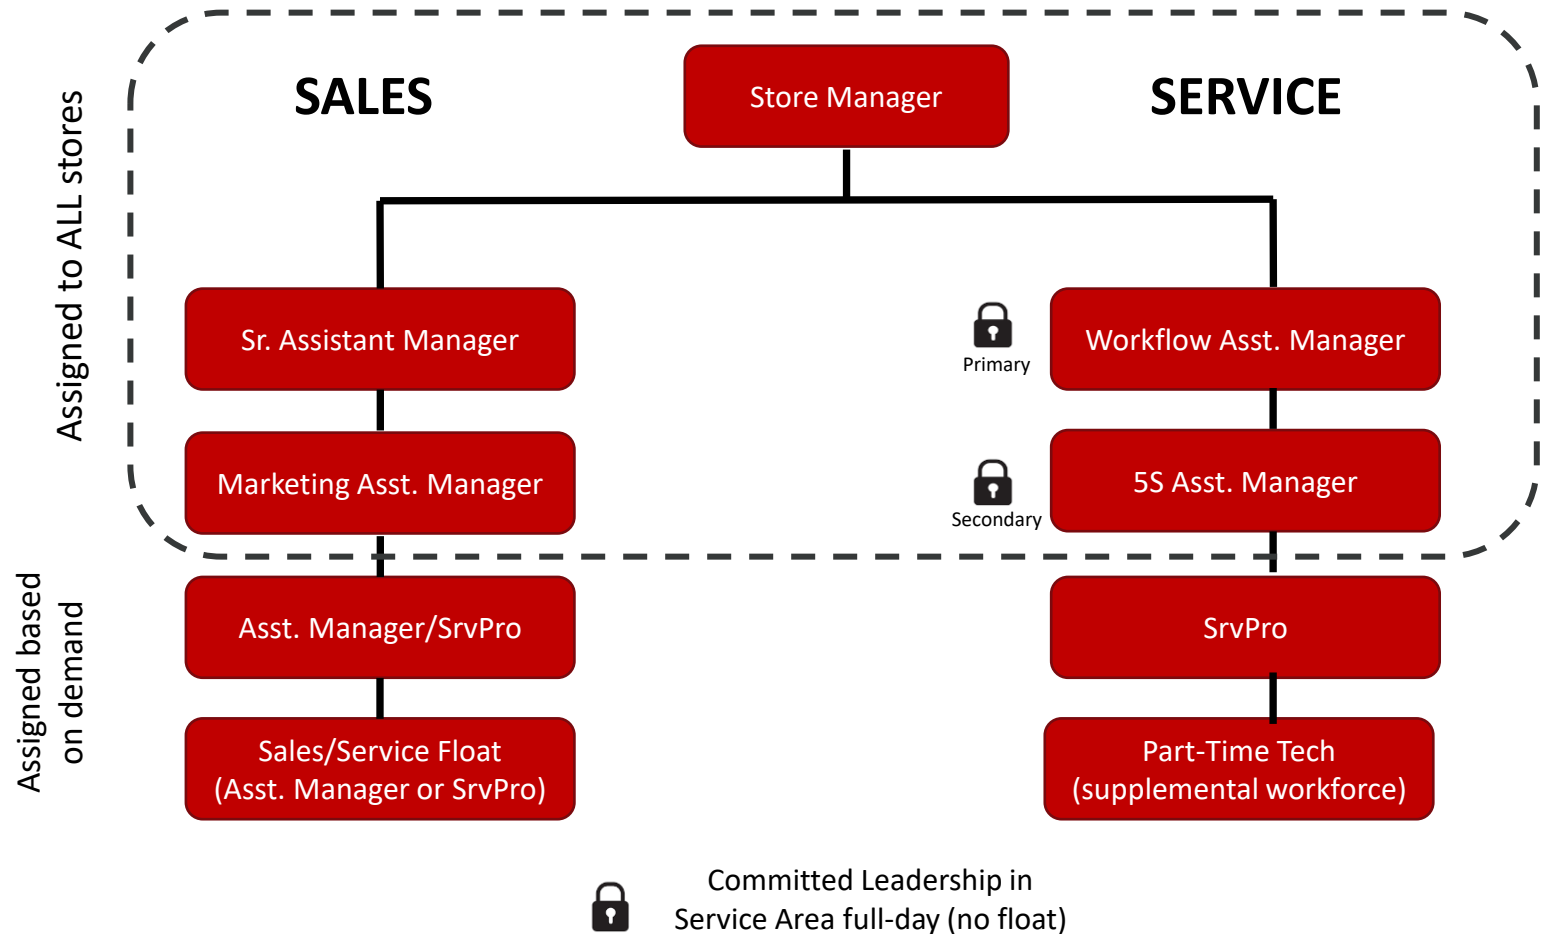 SALES
Store Manager
SERVICE
Assigned to ALL stores
Sr. Assistant Manager
Primary
Workflow Asst. Manager
Marketing Asst. Manager
Secondary
5S Asst. Manager
Assigned based
on demand
Asst. Manager/SrvPro
SrvPro
Sales/Service Float
(Asst. Manager or SrvPro)
Part-Time Tech
(supplemental workforce)
Committed Leadership in
Service Area full-day (no float)